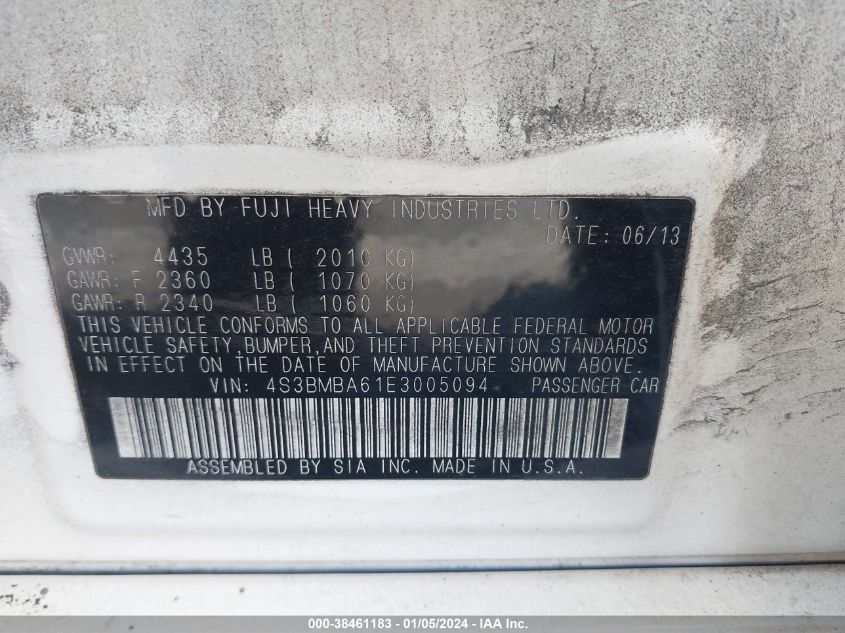 MFD BY FUJI HEAVY INDUSTRIES LTD.
DATE: 06/13
GVWR: 4435 LB ( 2010 KG)
GAWR: F 2360 LB ( 1070 KG)
GAWR: R 2340 LB ( 1060 KG)
THIS VEHICLE CONFORMS TO ALL APPLICABLE FEDERAL MOTOR
VEHICLE SAFETY,BUMPER,AND THEFT PREVENTION STANDARDS
IN EFFECT ON THE DATE OF MANUFACTURE SHOWN ABOVE.
VIN: 4S3BMBA61E3005094 PASSENGER CAR
ASSEMBLED BY SIA INC. MADE IN U.S.A.
000-38461183 - 01/05/2024 - IAA Inc.